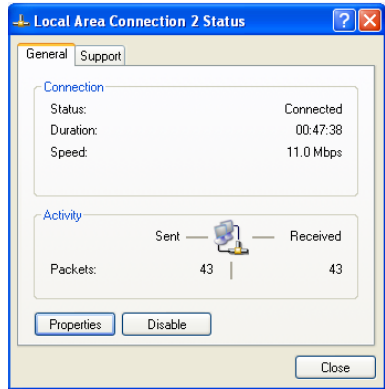 Local Area Connection 2 Status
General Support
Connection
Status: Connected
Duration: 00:47:38
Speed: 11.0 Mbps
Activity
Sent Received
Packets: 43 43
Properties Disable
Close